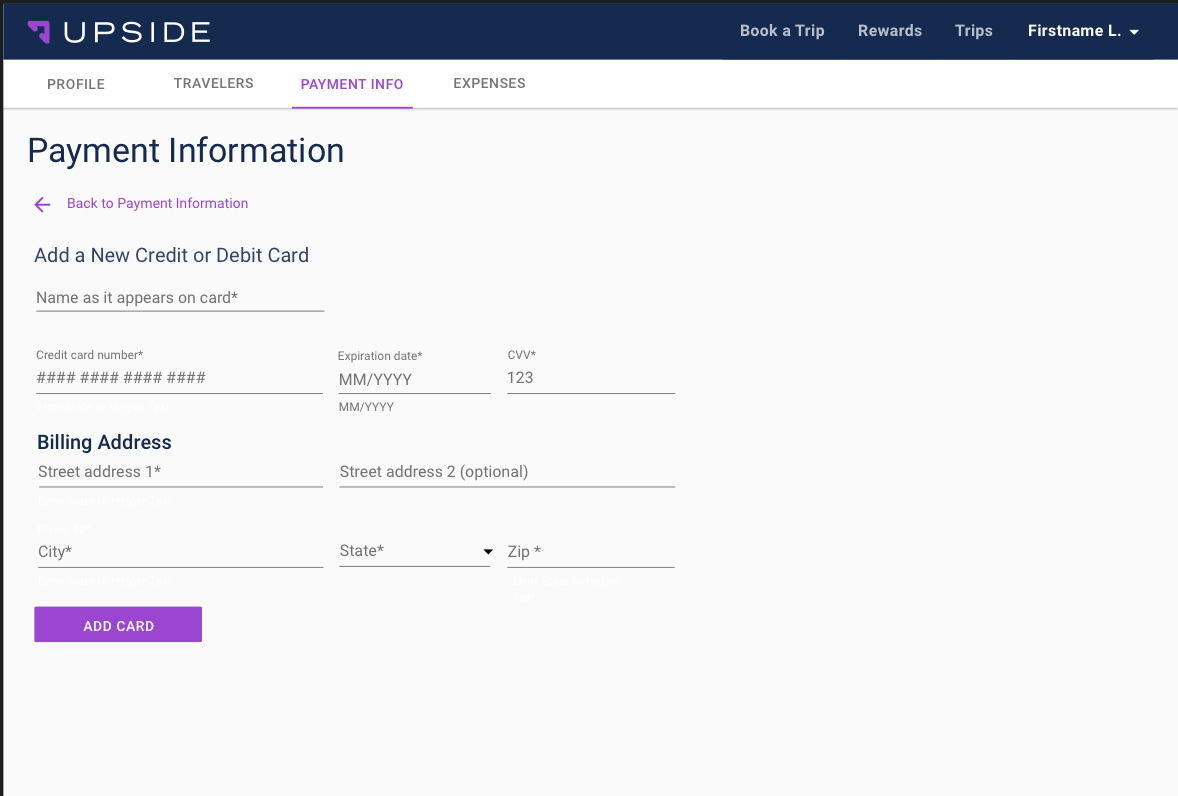 UPSIDE
Book a Trip Rewards Trips Firstname L.
PROFILE TRAVELERS PAYMENT INFO EXPENSES
Payment Information
Back to Payment Information
Add a New Credit or Debit Card
Name as it appears on card*
Credit card number* Expiration date* CVV*
#### #### #### #### MM/YYYY 123
MM/YYYY
Billing Address
Street address 1* Street address 2 (optional)
City* State* Zip *
ADD CARD